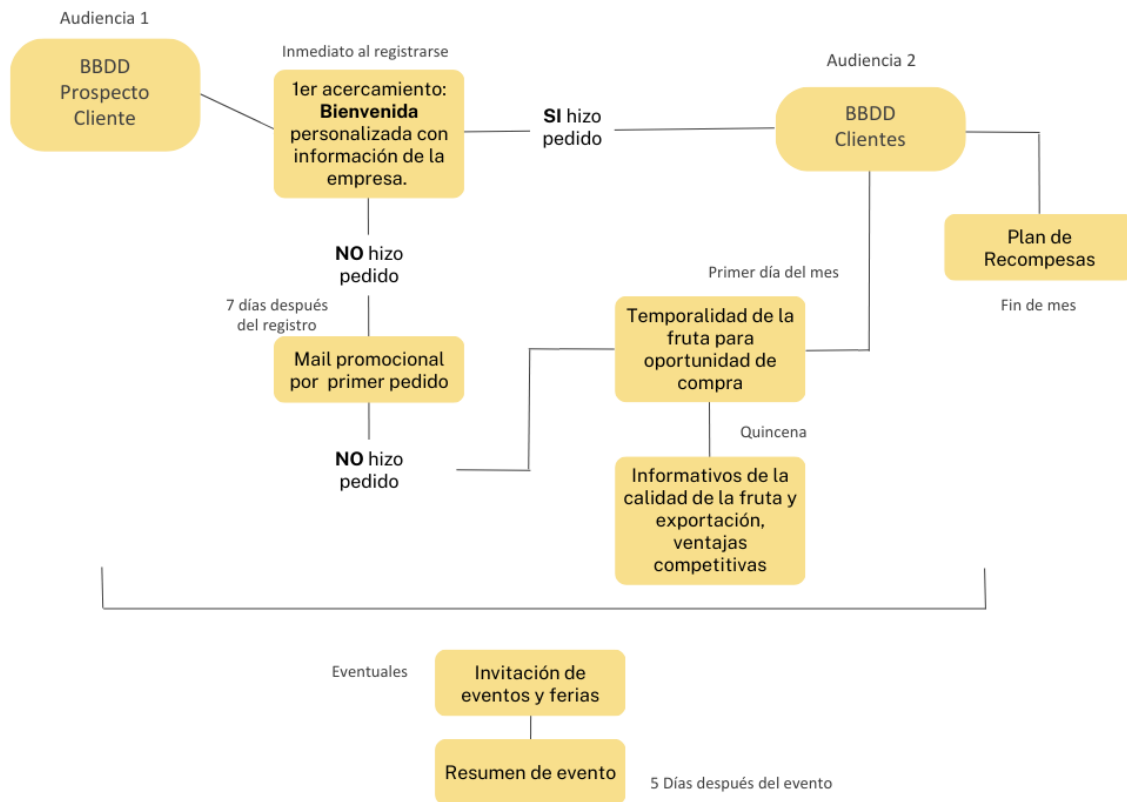 Audiencia 1
BBDD
Prospecto
Cliente
Inmediato al registrarse
1er acercamiento:
Bienvenida
personalizada con
información de la
empresa.
SI hizo
pedido
Audiencia 2
BBDD
Clientes
Plan de
Recompesas
Fin de mes
NO hizo
pedido
7 días después
del registro
Mail promocional
por primer pedido
NO hizo
pedido
Primer día del mes
Temporalidad de la
fruta para
oportunidad de
compra
Quincena
Informativos de la
calidad de la fruta y
exportación,
ventajas
competitivas
Eventuales
Invitación de
eventos y ferias
Resumen de evento
5 Días después del evento